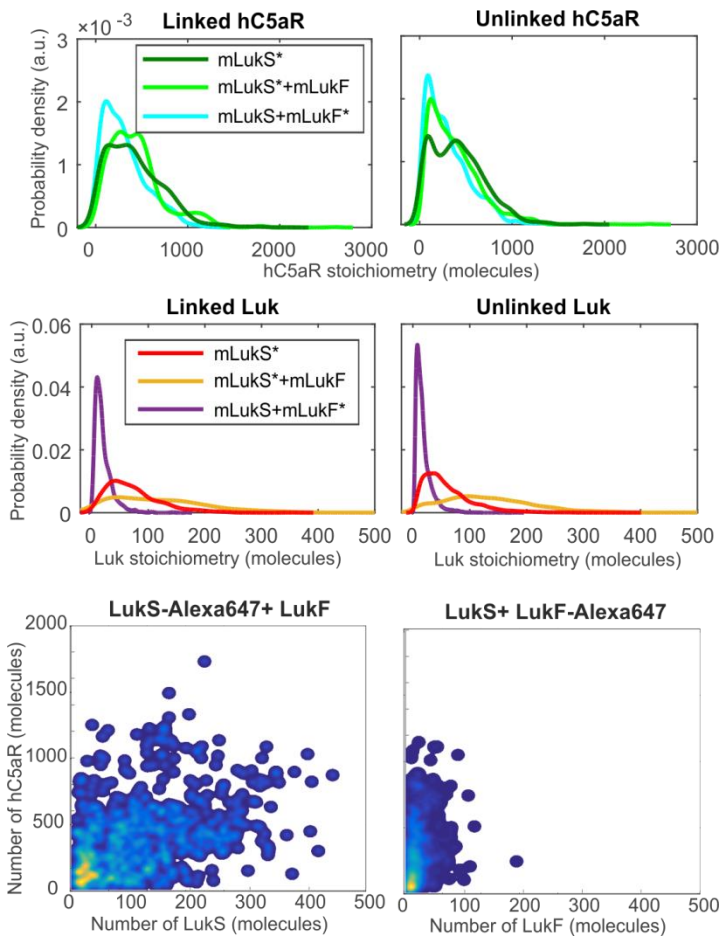 Linked hC5aR
Unlinked hC5aR
×10⁻³
3
2
1
0
Probability density (a.u.)
mLukS*
mLukS*+mLukF
mLukS+mLukF*
0 1000 2000 3000
0 1000 2000 3000
hC5aR stoichiometry (molecules)
Linked Luk
Unlinked Luk
0.06
0.04
0.02
0
Probability density (a.u.)
mLukS*
mLukS*+mLukF
mLukS+mLukF*
0 100 200 300 400 500
0 100 200 300 400 500
Luk stoichiometry (molecules)
Luk stoichiometry (molecules)
LukS-Alexa647+ LukF
LukS+ LukF-Alexa647
2000
1500
1000
500
0
Number of hC5aR (molecules)
0 100 200 300 400 500
0 100 200 300 400 500
Number of LukS (molecules)
Number of LukF (molecules)